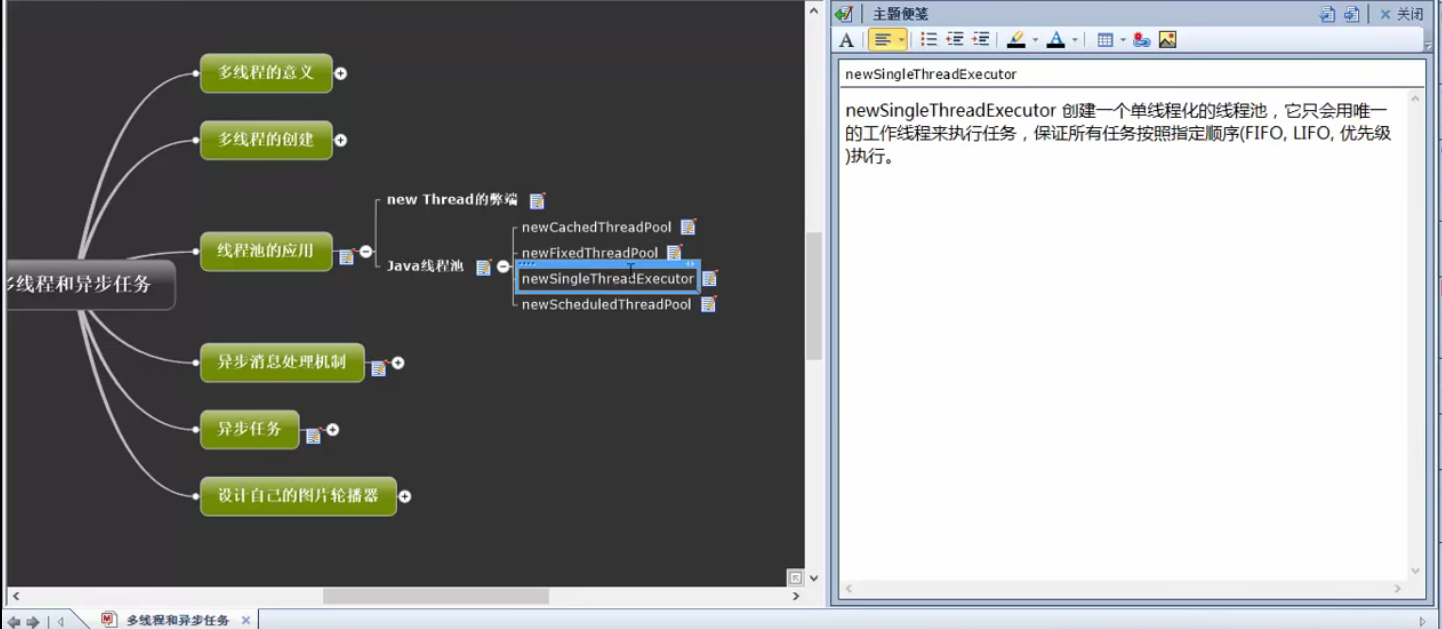 主题便笺
关闭
newSingleThreadExecutor
newSingleThreadExecutor 创建一个单线程化的线程池，它只会用唯一
的工作线程来执行任务，保证所有任务按照指定顺序(FIFO, LIFO, 优先级
)执行。
多线程的意义
多线程的创建
线程池的应用
new Thread的弊端
Java线程池
newCachedThreadPool
newFixedThreadPool
newSingleThreadExecutor
newScheduledThreadPool
多线程和异步任务
异步消息处理机制
异步任务
设计自己的图片轮播器
多线程和异步任务